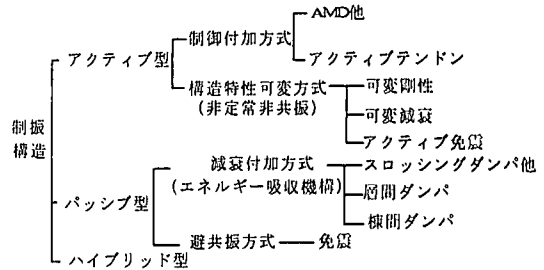 AMD他
制御付加方式
アクティブ型
アクティブテンドン
構造特性可変方式
(非定常非共振)
可変剛性
可変減衰
アクティブ免震
制振
構造
減衰付加方式
(エネルギー吸収機構)
スロッシングダンパ他
層間ダンパ
パッシブ型
棟間ダンパ
避共振方式
免震
ハイブリッド型